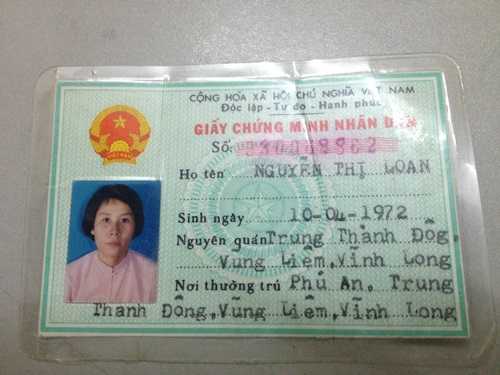 CỘNG HÒA XÃ HỘI CHỦ NGHĨA VIỆT NAM
Độc lập - Tự do - Hạnh phúc
GIẤY CHỨNG MINH NHÂN DÂN
Số:
Họ tên NGUYỄN THỊ LOAN
Sinh ngày 10-04-1972
Nguyên quán Trung Thành Đông,
Vũng Liêm, Vĩnh Long
Nơi thường trú Phú An, Trung
Thành Đông, Vũng Liêm, Vĩnh Long